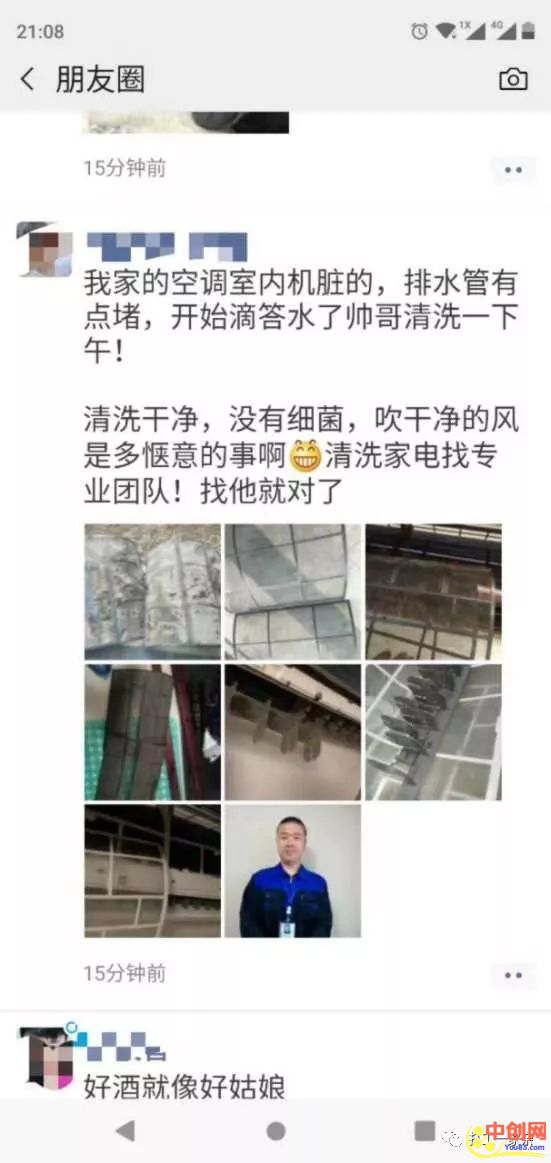 21:08
1X
4G
朋友圈
15分钟前
我家的空调室内机脏的，排水管有
点堵，开始滴答水了帅哥清洗一下
午！
清洗干净，没有细菌，吹干净的风
是多惬意的事啊😁清洗家电找专
业团队！找他就对了
15分钟前
好酒就像好姑娘
中创网
You85.com